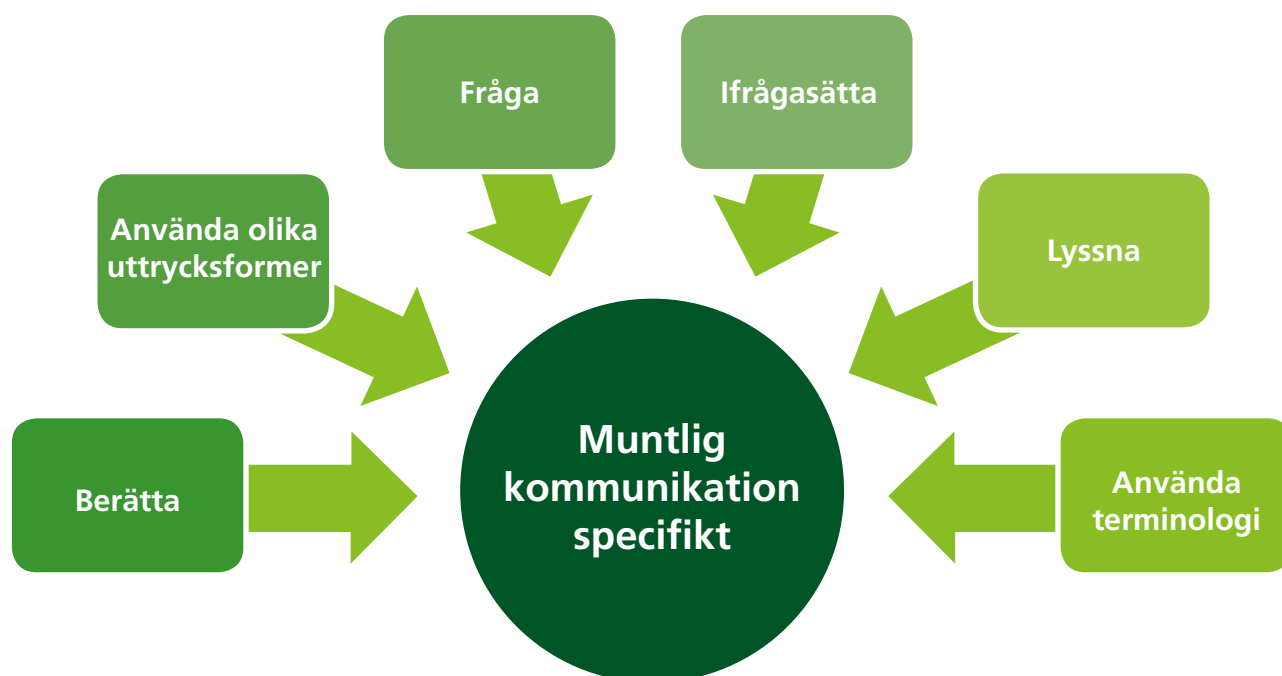 Fråga
Ifrågasätta
Använda olika
uttrycksformer
Lyssna
Berätta
Muntlig
kommunikation
specifikt
Använda
terminologi